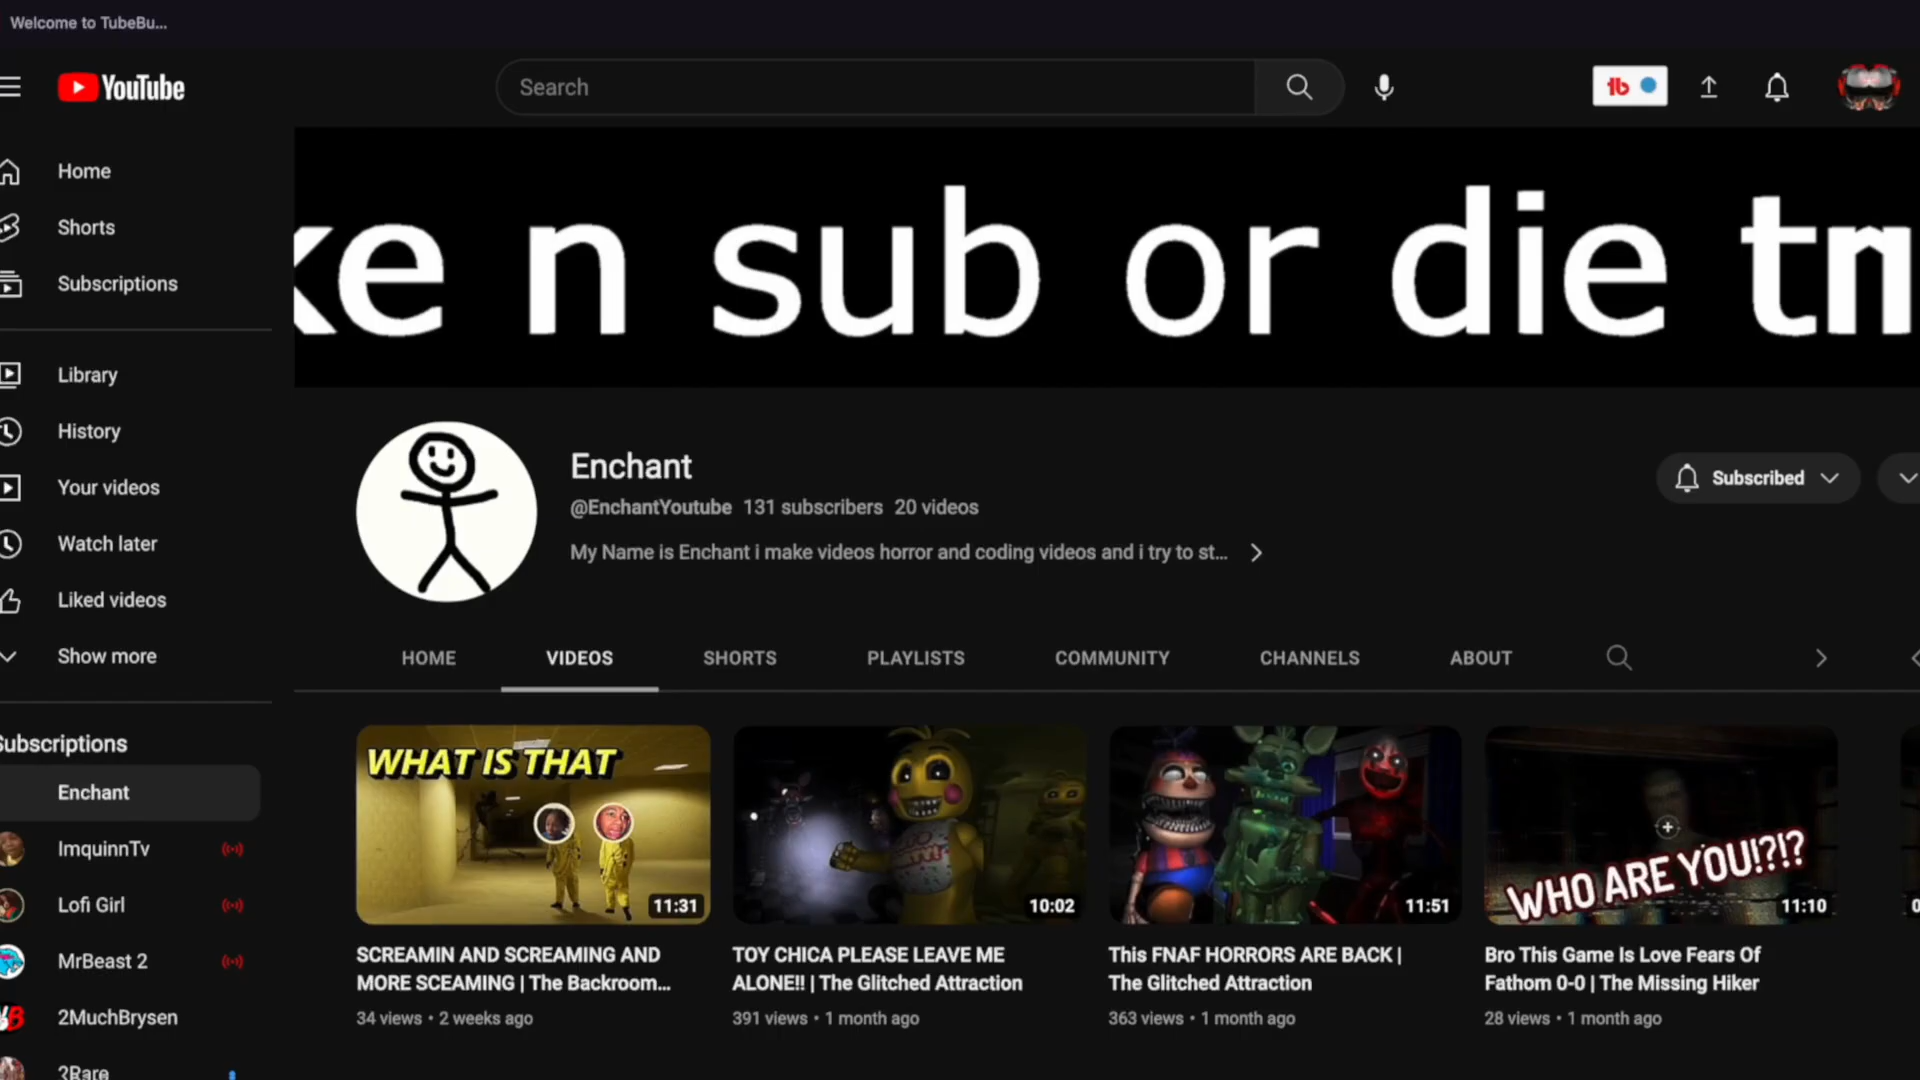 Welcome to TubeBu...
YouTube
Search
tb
Home
Shorts
Subscriptions
Library
History
Your videos
Watch later
Liked videos
Show more
Subscriptions
Enchant
ImquinnTv
Lofi Girl
MrBeast 2
2MuchBrysen
2Rare
ke n sub or die tm
Enchant
@EnchantYoutube 131 subscribers 20 videos
My Name is Enchant i make videos horror and coding videos and i try to st...
Subscribed
HOME VIDEOS SHORTS PLAYLISTS COMMUNITY CHANNELS ABOUT
WHAT IS THAT
11:31
SCREAMIN AND SCREAMING AND
MORE SCEAMING | The Backroom...
34 views • 2 weeks ago
10:02
TOY CHICA PLEASE LEAVE ME
ALONE!! | The Glitched Attraction
391 views • 1 month ago
11:51
This FNAF HORRORS ARE BACK |
The Glitched Attraction
363 views • 1 month ago
WHO ARE YOU!?!?
11:10
Bro This Game Is Love Fears Of
Fathom 0-0 | The Missing Hiker
28 views • 1 month ago